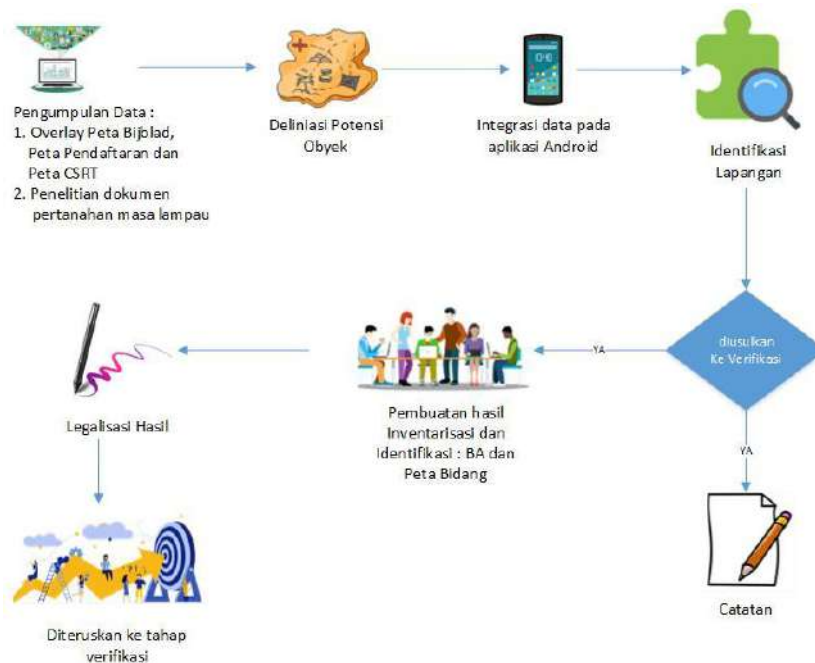 Pengumpulan Data :
1. Overlay Peta Bijblad,
Peta Pendaftaran dan
Peta CSRT
2. Penelitian dokumen
pertanahan masa lampau
Deliniasi Potensi
Obyek
Integrasi data pada
aplikasi Android
Identifikasi
Lapangan
diusulkan
Ke Verifikasi
YA
Pembuatan hasil
Inventarisasi dan
Identifikasi : BA dan
Peta Bidang
Legalisasi Hasil
Diteruskan ke tahap
verifikasi
YA
Catatan